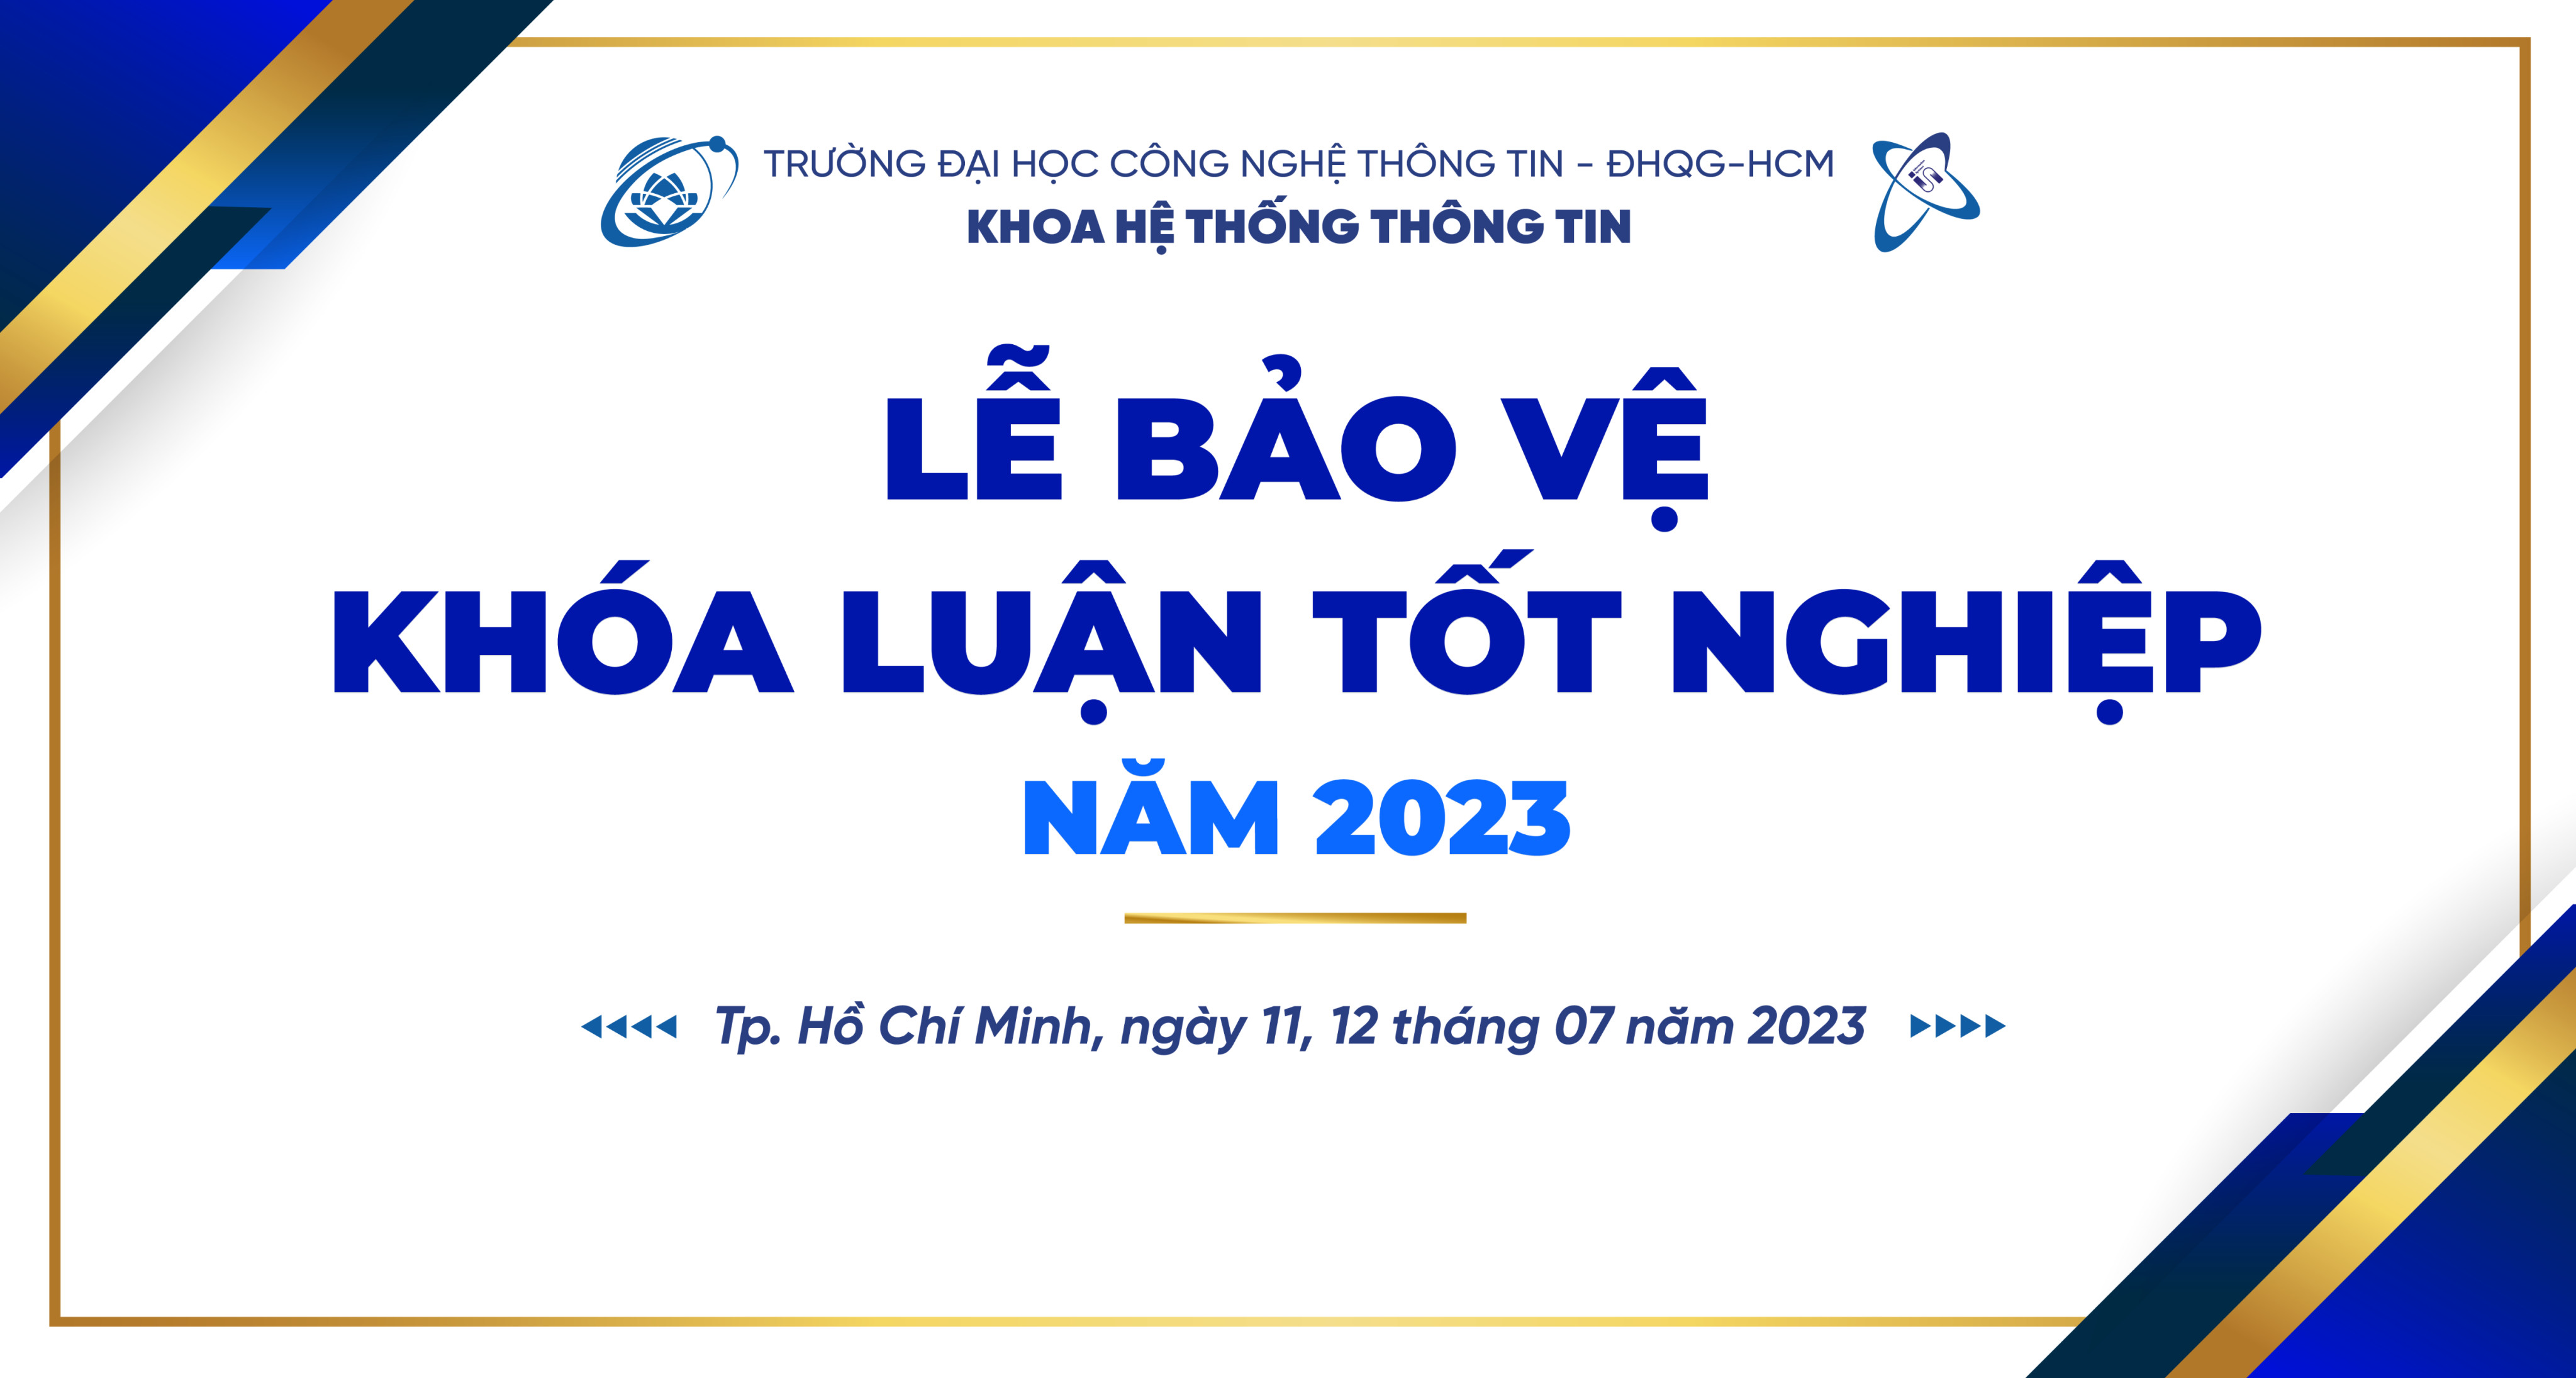 TRƯỜNG ĐẠI HỌC CÔNG NGHỆ THÔNG TIN - ĐHQG-HCM
KHOA HỆ THỐNG THÔNG TIN
iS
LỄ BẢO VỆ
KHÓA LUẬN TỐT NGHIỆP
NĂM 2023
Tp. Hồ Chí Minh, ngày 11, 12 tháng 07 năm 2023